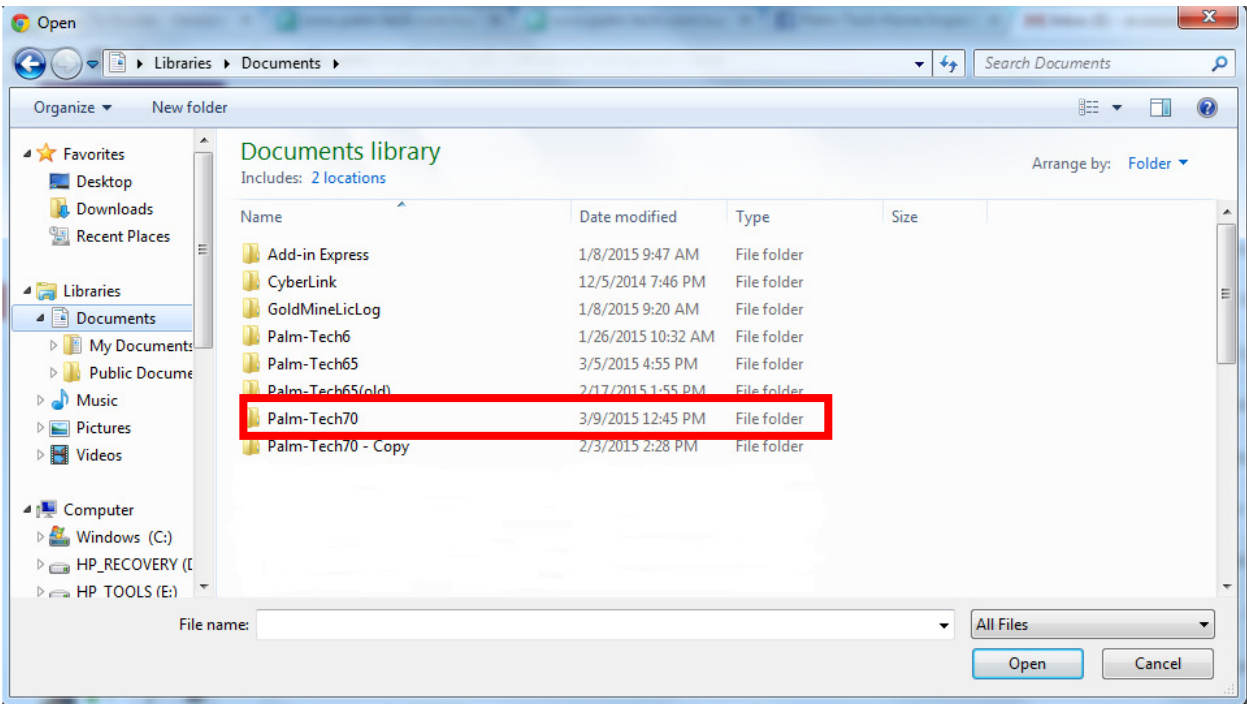 Open
Libraries Documents
Search Documents
Organize New folder
Favorites
Desktop
Downloads
Recent Places
Libraries
Documents
My Documents
Public Docume
Music
Pictures
Videos
Computer
Windows (C:)
HP_RECOVERY (D
HP_TOOLS (E:)
Documents library
Includes: 2 locations
Arrange by: Folder
Name Date modified Type Size
Add-in Express 1/8/2015 9:47 AM File folder
CyberLink 12/5/2014 7:46 PM File folder
GoldMineLicLog 1/8/2015 9:20 AM File folder
Palm-Tech6 1/26/2015 10:32 AM File folder
Palm-Tech65 3/5/2015 4:55 PM File folder
Palm-Tech65(old) 2/17/2015 1:55 PM File folder
Palm-Tech70 3/9/2015 12:45 PM File folder
Palm-Tech70 - Copy 2/3/2015 2:28 PM File folder
File name:
All Files
Open Cancel